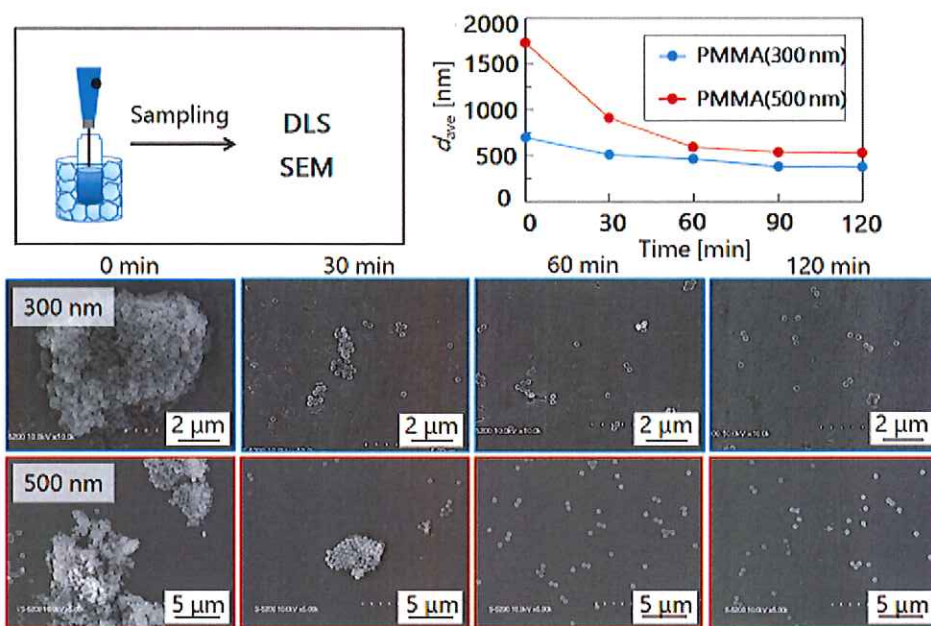 Sampling
DLS
SEM
2000
1500
1000
500
0
d_ave [nm]
PMMA(300 nm)
PMMA(500 nm)
0 30 60 90 120
Time [min]
0 min 30 min 60 min 120 min
300 nm
2 μm 2 μm 2 μm 2 μm
500 nm
5 μm 5 μm 5 μm 5 μm